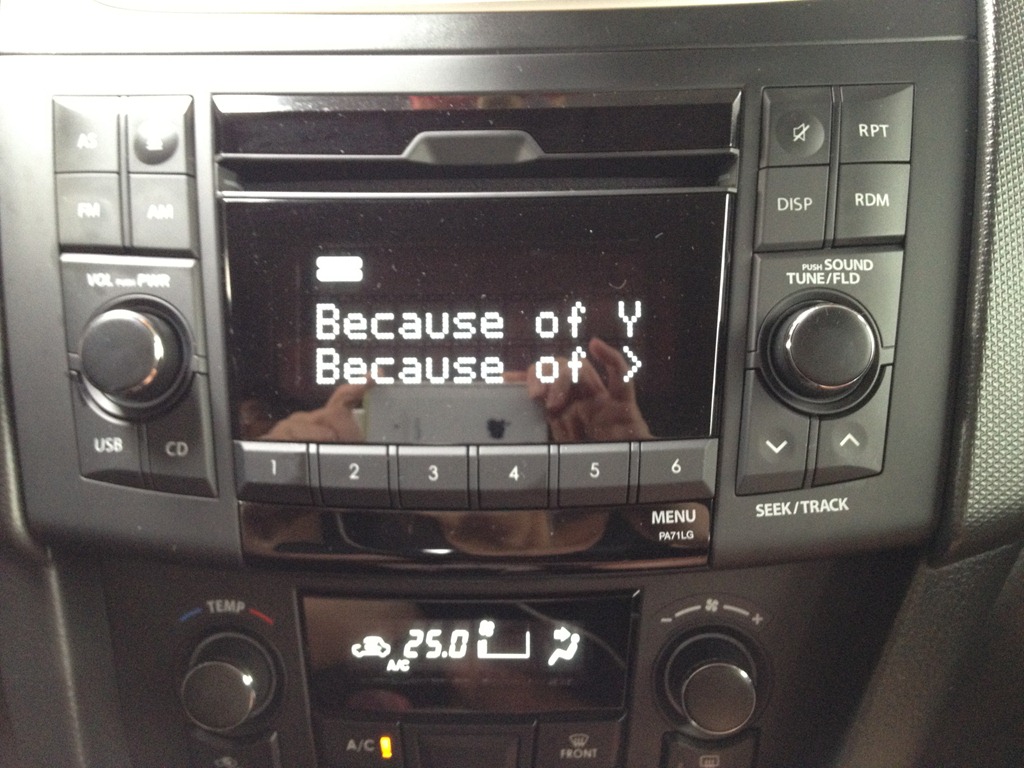 AS
RPT
FM AM
DISP RDM
VOL PUSH PWR
PUSH SOUND
TUNE/FLD
Because of Y
Because of >
USB CD
1 2 3 4 5 6
MENU
PA71LG
SEEK/TRACK
TEMP
- +
25.0
A/C
A/C
FRONT